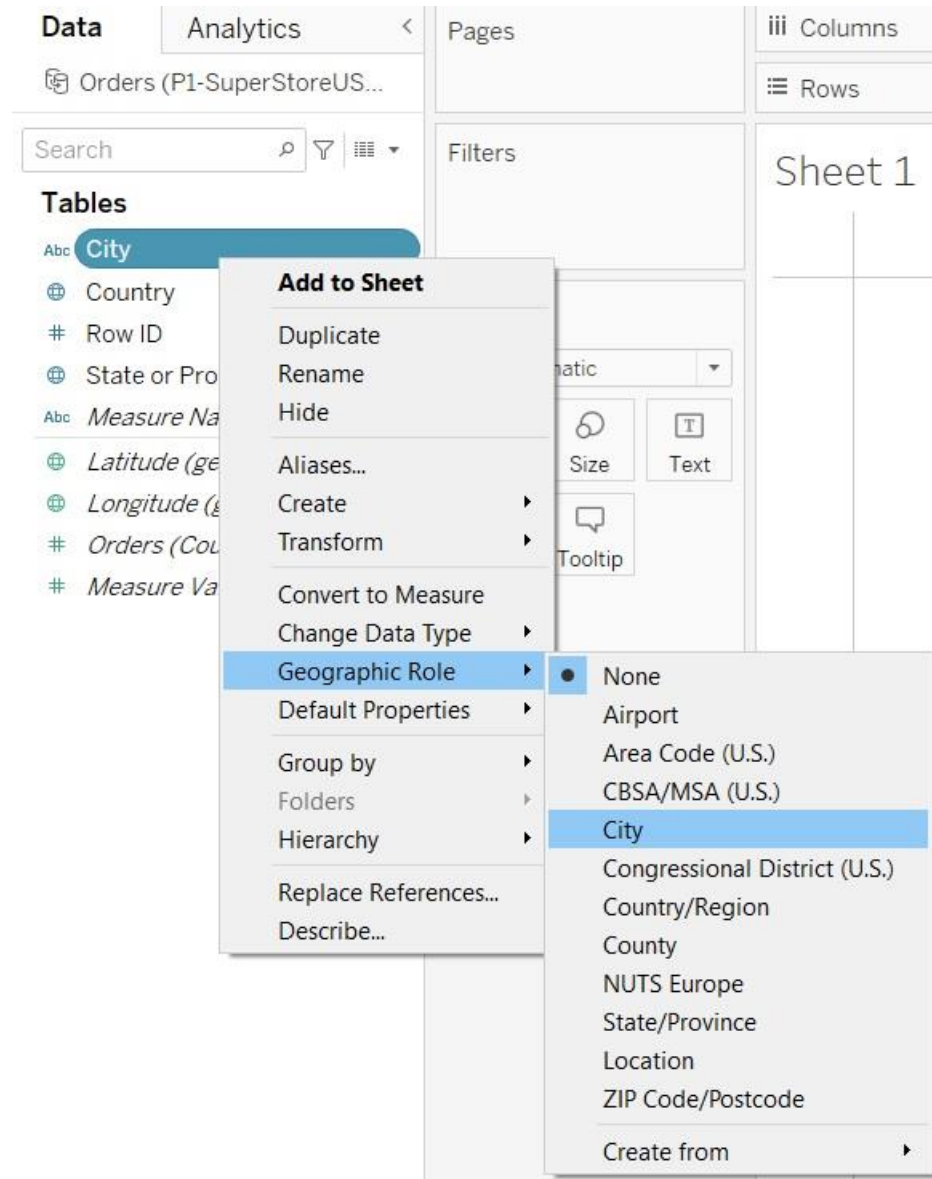 Data
Analytics
<
Orders (P1-SuperStoreUS...
Search
Tables
Abc City
Country
# Row ID
State or Pro
Abc Measure Na
Latitude (ge
Longitude (g
# Orders (Cou
# Measure Va
Pages
Filters
iii Columns
Rows
Sheet 1
matic
Size
T
Text
Tooltip
Add to Sheet
Duplicate
Rename
Hide
Aliases...
Create
Transform
Convert to Measure
Change Data Type
Geographic Role
Default Properties
Group by
Folders
Hierarchy
Replace References...
Describe...
None
Airport
Area Code (U.S.)
CBSA/MSA (U.S.)
City
Congressional District (U.S.)
Country/Region
County
NUTS Europe
State/Province
Location
ZIP Code/Postcode
Create from